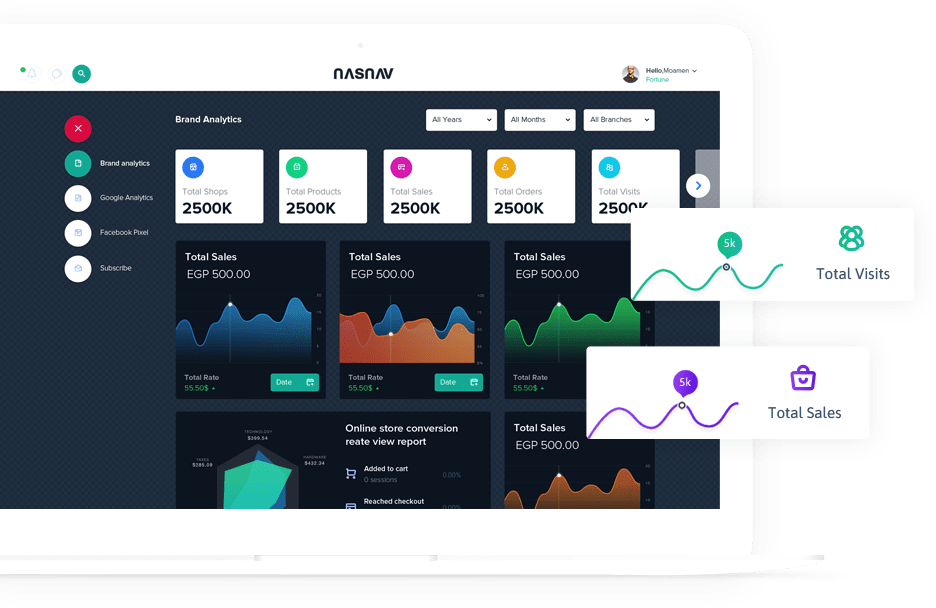 NASNAV
Hello,Moamen
Fortune
Brand Analytics
All Years
All Months
All Branches
Brand analytics
Google Analytics
Facebook Pixel
Subscribe
Total Shops
2500K
Total Products
2500K
Total Sales
2500K
Total Orders
2500K
Total Visits
2500K
5k
Total Visits
Total Sales
EGP 500.00
Total Rate
55.50$
Date
Total Sales
EGP 500.00
Total Rate
55.50$
Date
Total Sales
EGP 500.00
Total Rate
55.50$
5k
Total Sales
TECHNOLOGY
$399.54
TAXES
$285.09
HARDWARE
$432.34
Online store conversion
reate view report
Added to cart
0 sessions
0.00%
Reached checkout
0.00%
Total Sales
EGP 500.00